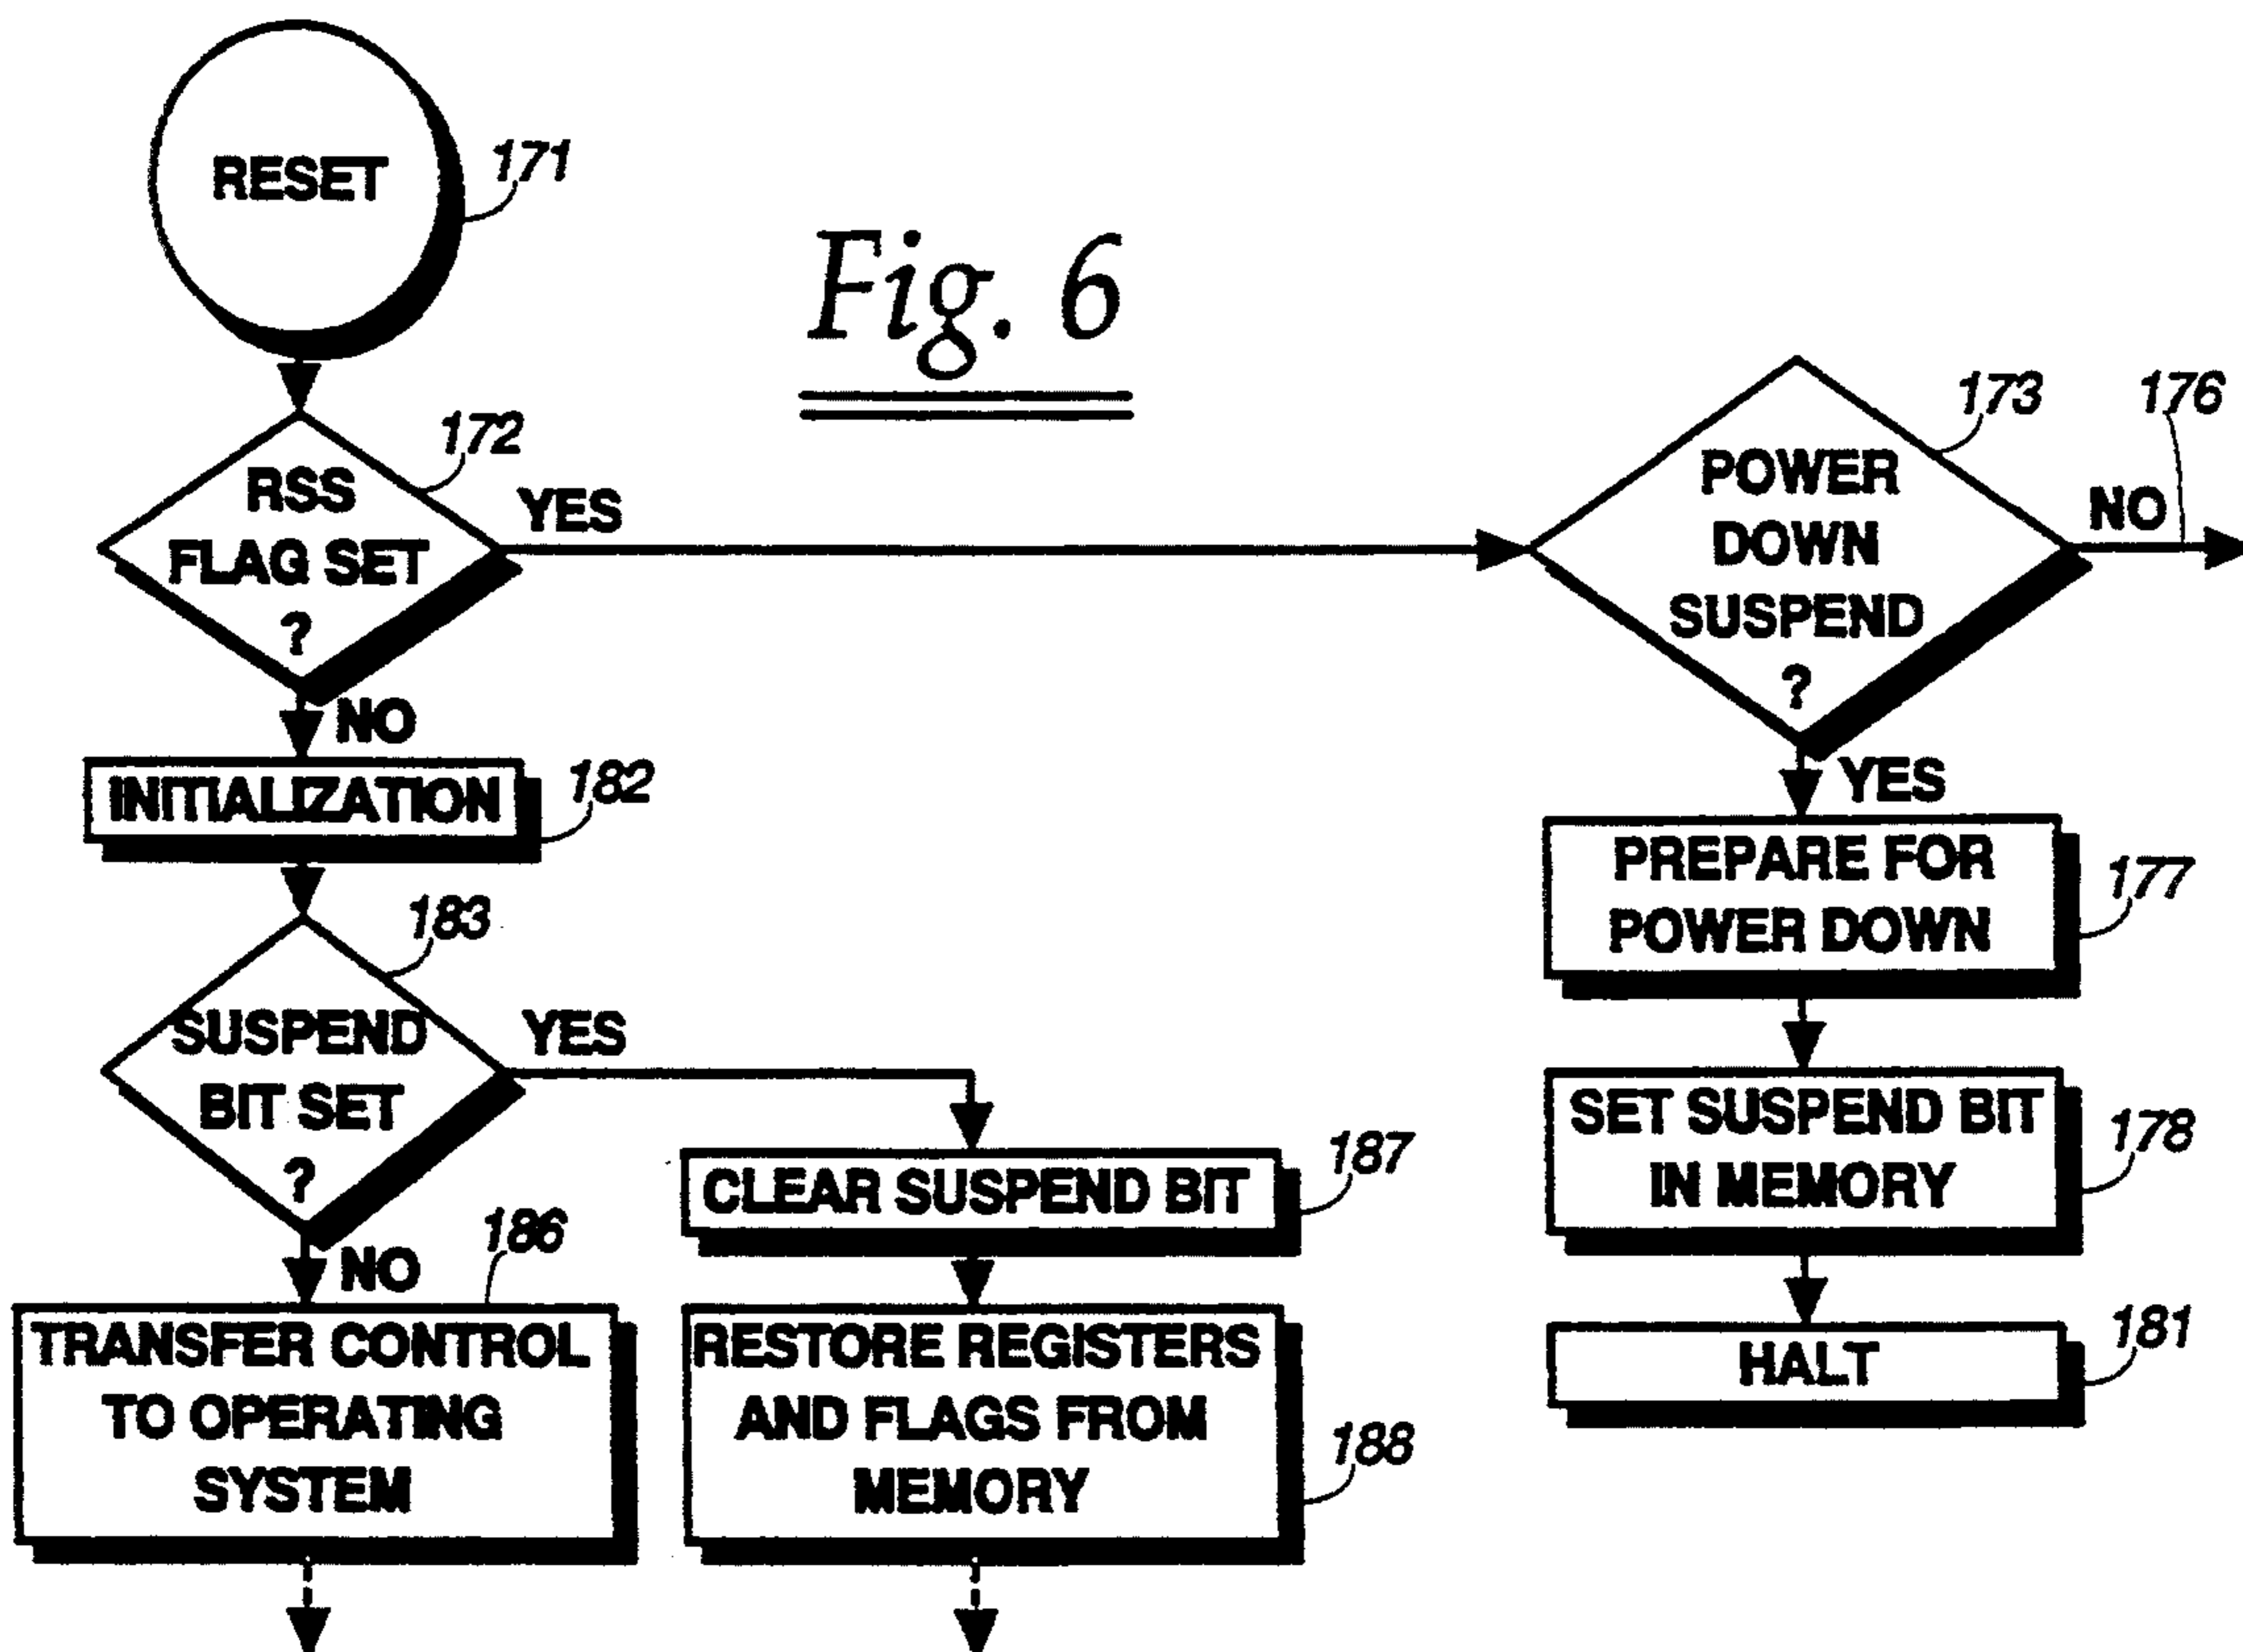 RESET
171
Fig. 6
172
RSS
FLAG SET
?
YES
173
176
POWER
DOWN
SUSPEND
?
NO
NO
INITIALIZATION
182
YES
PREPARE FOR
POWER DOWN
177
183
SUSPEND
BIT SET
?
YES
SET SUSPEND BIT
IN MEMORY
178
CLEAR SUSPEND BIT
187
NO
186
TRANSFER CONTROL
TO OPERATING
SYSTEM
RESTORE REGISTERS
AND FLAGS FROM
MEMORY
188
HALT
181